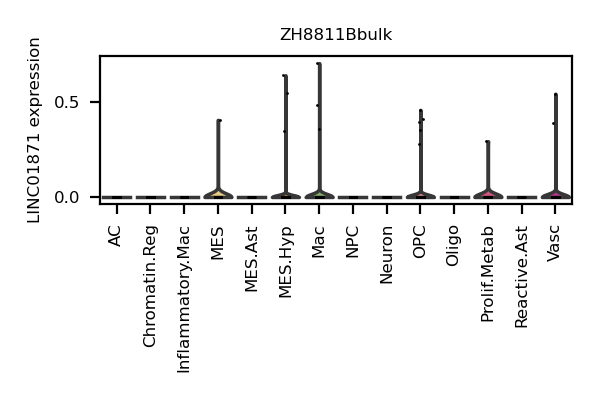 ZH8811Bbulk
LINC01871 expression
0.5
0.0
AC
Chromatin.Reg
Inflammatory.Mac
MES
MES.Ast
MES.Hyp
Mac
NPC
Neuron
OPC
Oligo
Prolif.Metab
Reactive.Ast
Vasc